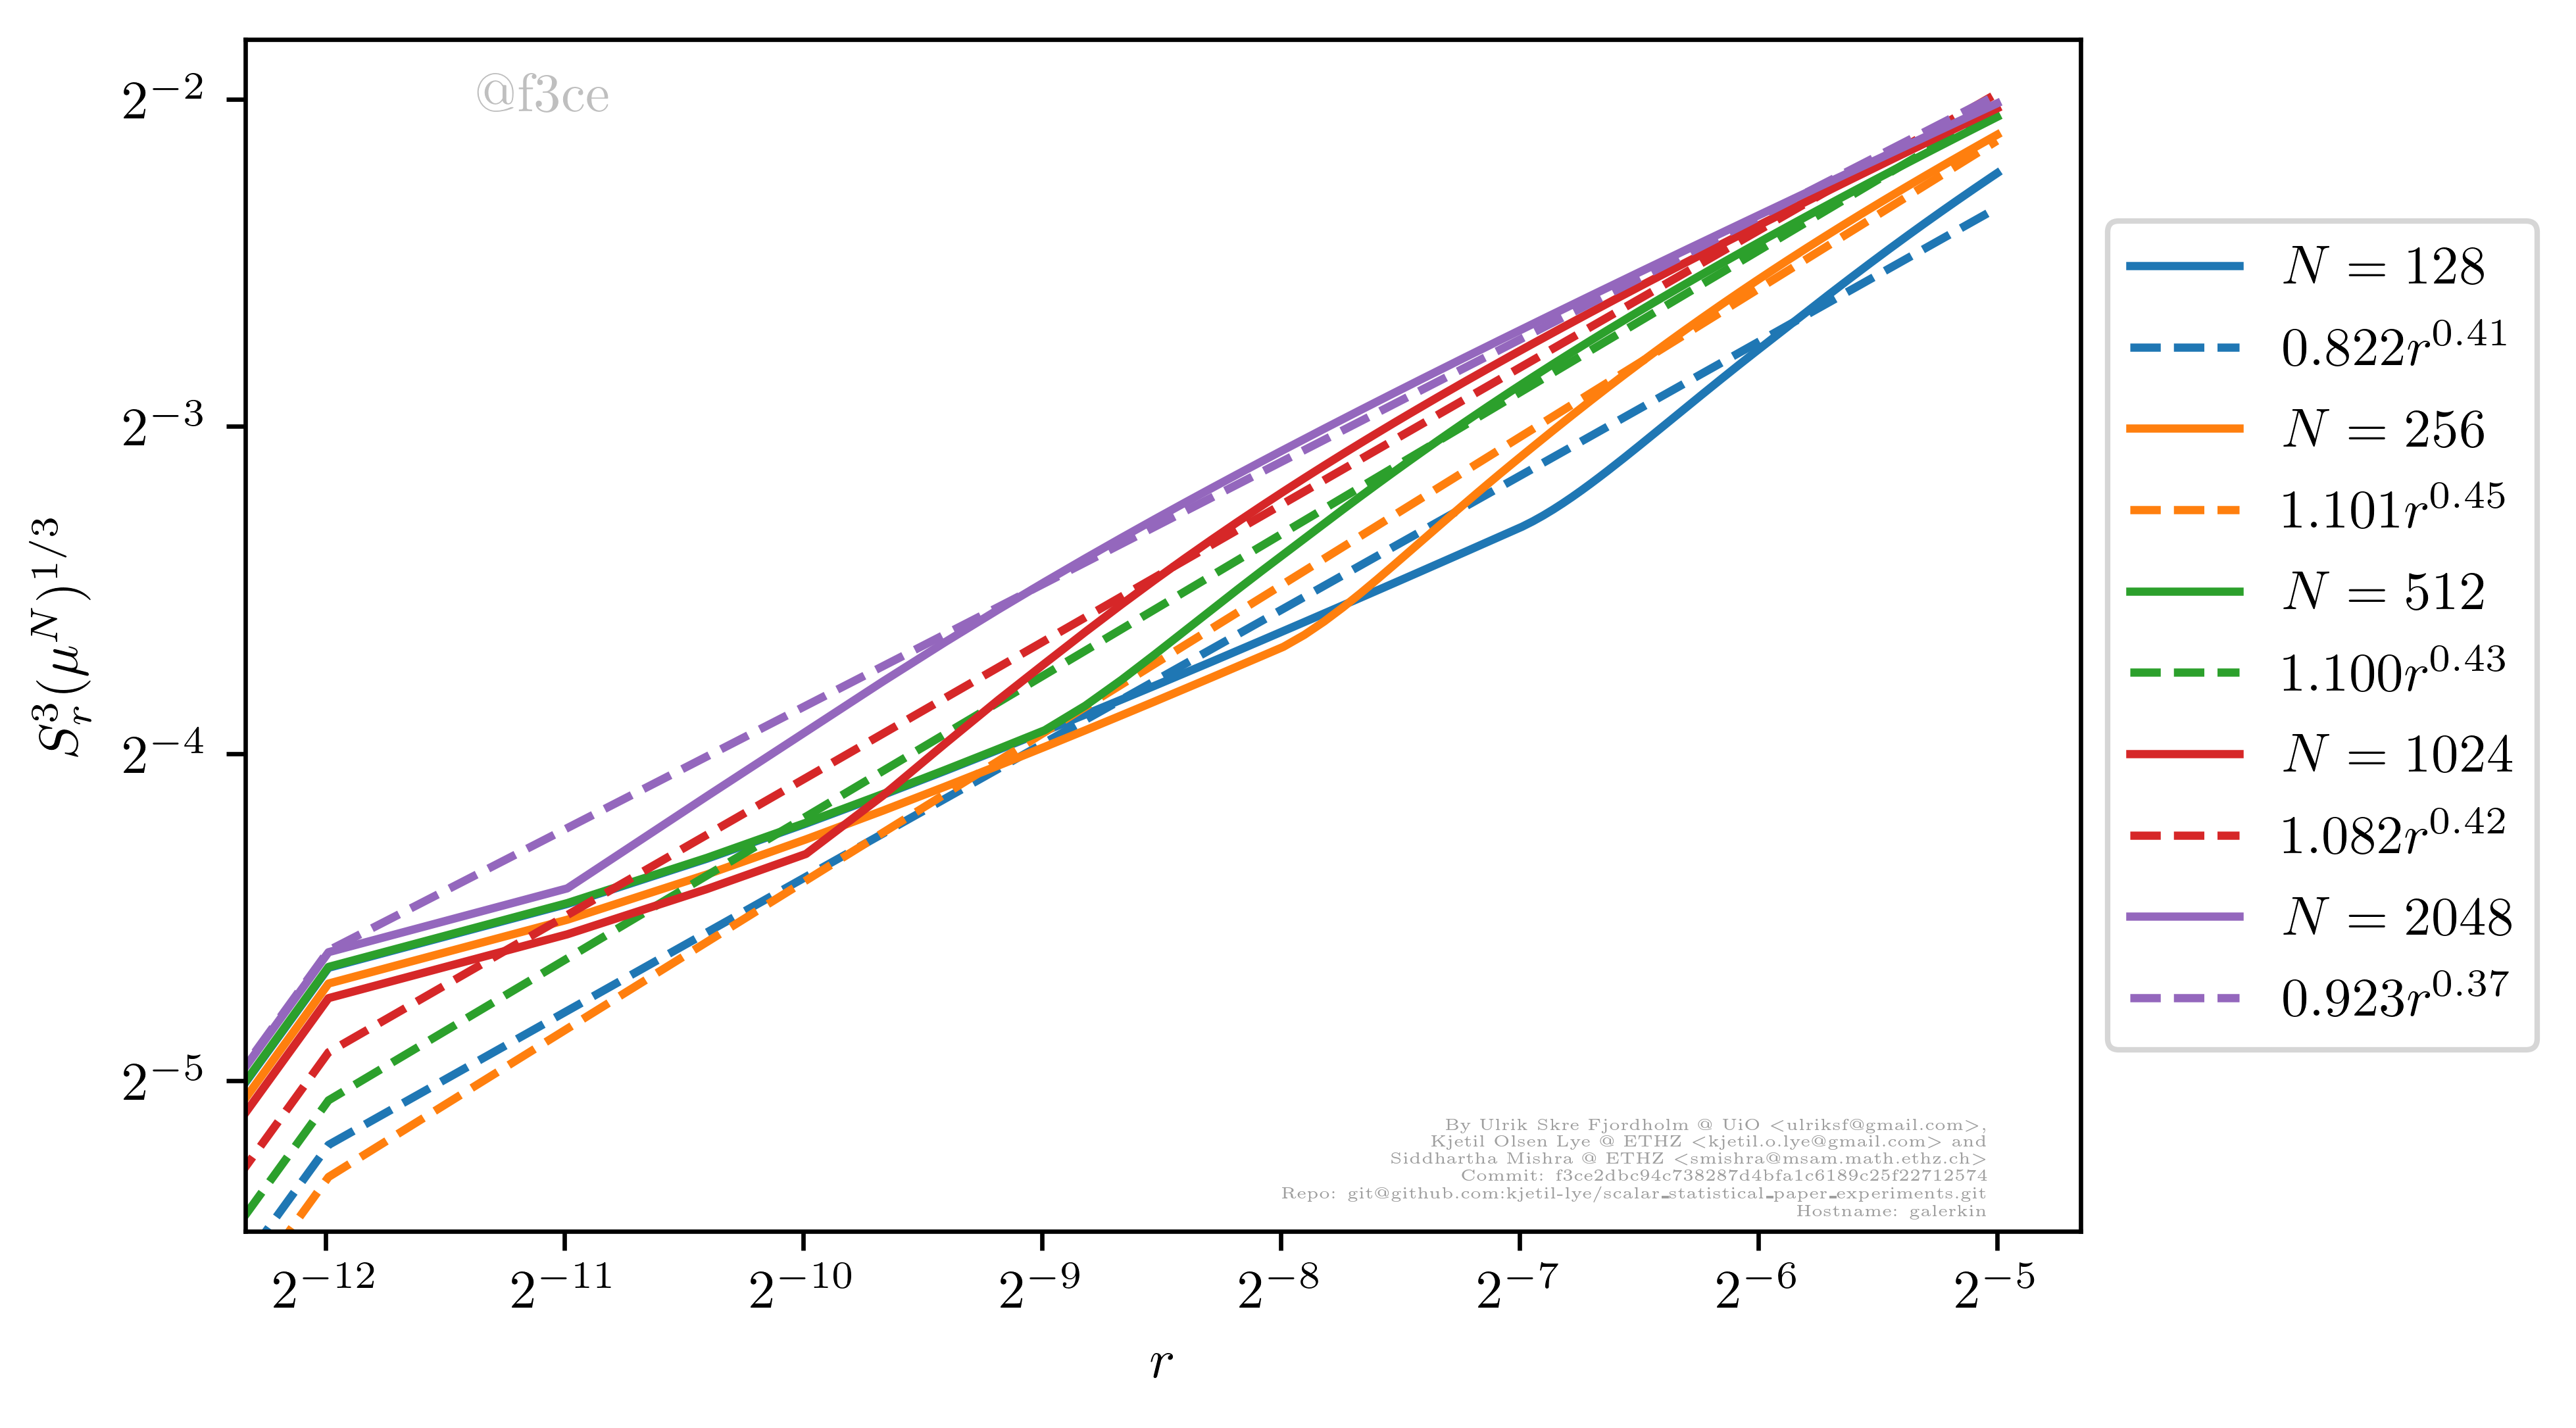 @f3ce
2⁻²
2⁻³
2⁻⁴
2⁻⁵
S_r^3(μ^N)^{1/3}
2⁻¹² 2⁻¹¹ 2⁻¹⁰ 2⁻⁹ 2⁻⁸ 2⁻⁷ 2⁻⁶ 2⁻⁵
r
By Ulrik Skre Fjordholm @ UiO <ulriksf@gmail.com>,
Kjetil Olsen Lye @ ETHZ <kjetil.o.lye@gmail.com> and
Siddhartha Mishra @ ETHZ <smishra@msam.math.ethz.ch>
Commit: f3ce2dbc94c738287d4bfa1c6189c25f22712574
Repo: git@github.com:kjetil-lye/scalar_statistical_paper_experiments.git
Hostname: galerkin
N = 128
0.822r^{0.41}
N = 256
1.101r^{0.45}
N = 512
1.100r^{0.43}
N = 1024
1.082r^{0.42}
N = 2048
0.923r^{0.37}